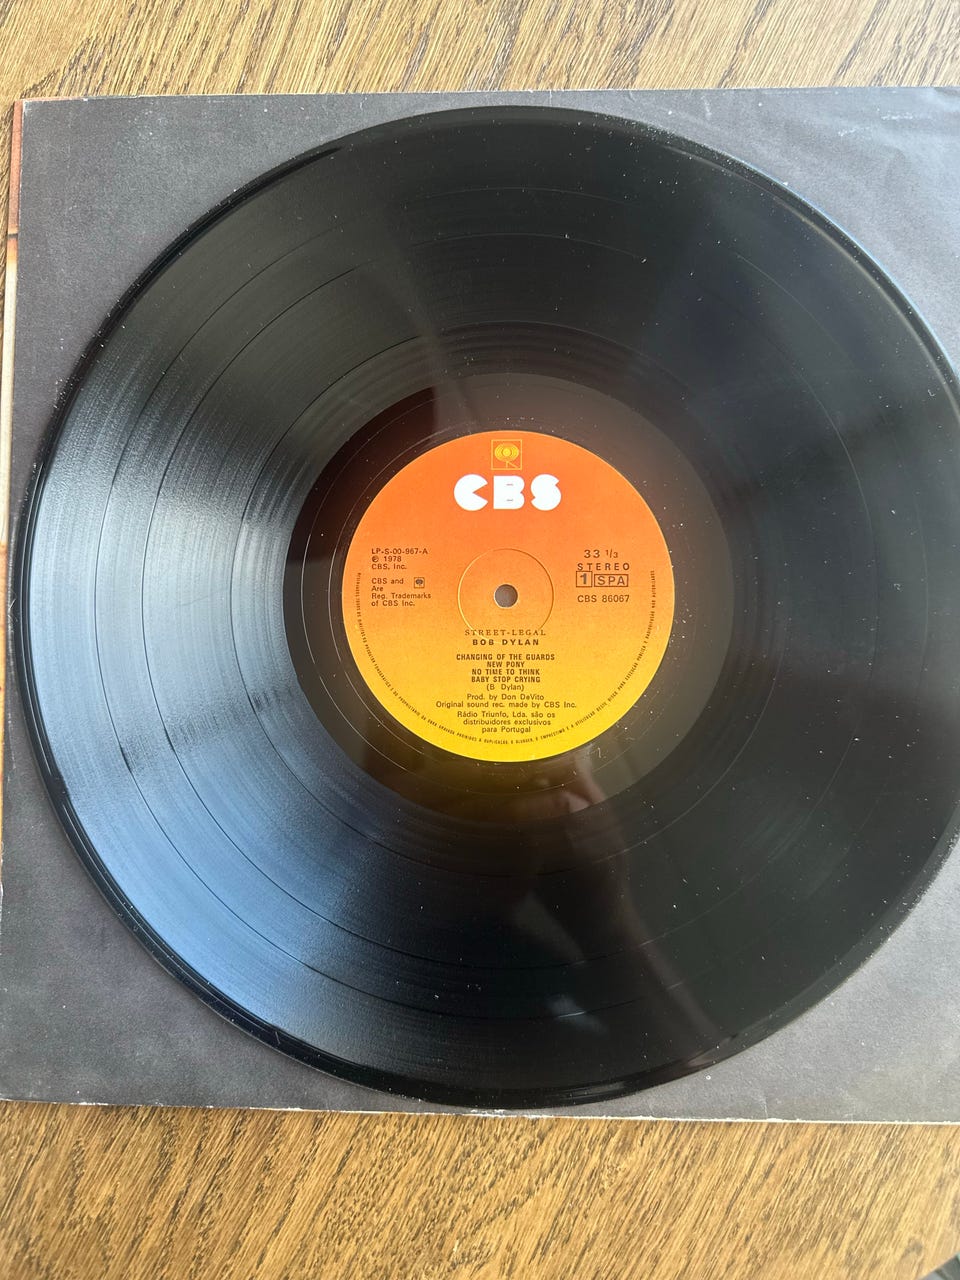 CBS
LP-S-00-967-A
℗ 1978
CBS, Inc.
CBS and
Are
Reg. Trademarks
of CBS Inc.
33 1/3
STEREO
1 SPA
CBS 86067
STREET-LEGAL
BOB DYLAN
CHANGING OF THE GUARDS
NEW PONY
NO TIME TO THINK
BABY STOP CRYING
(B Dylan)
Prod. by Don DeVito
Original sound rec. made by CBS Inc.
Rádio Triunfo, Lda. são os
distribuidores exclusivos
para Portugal